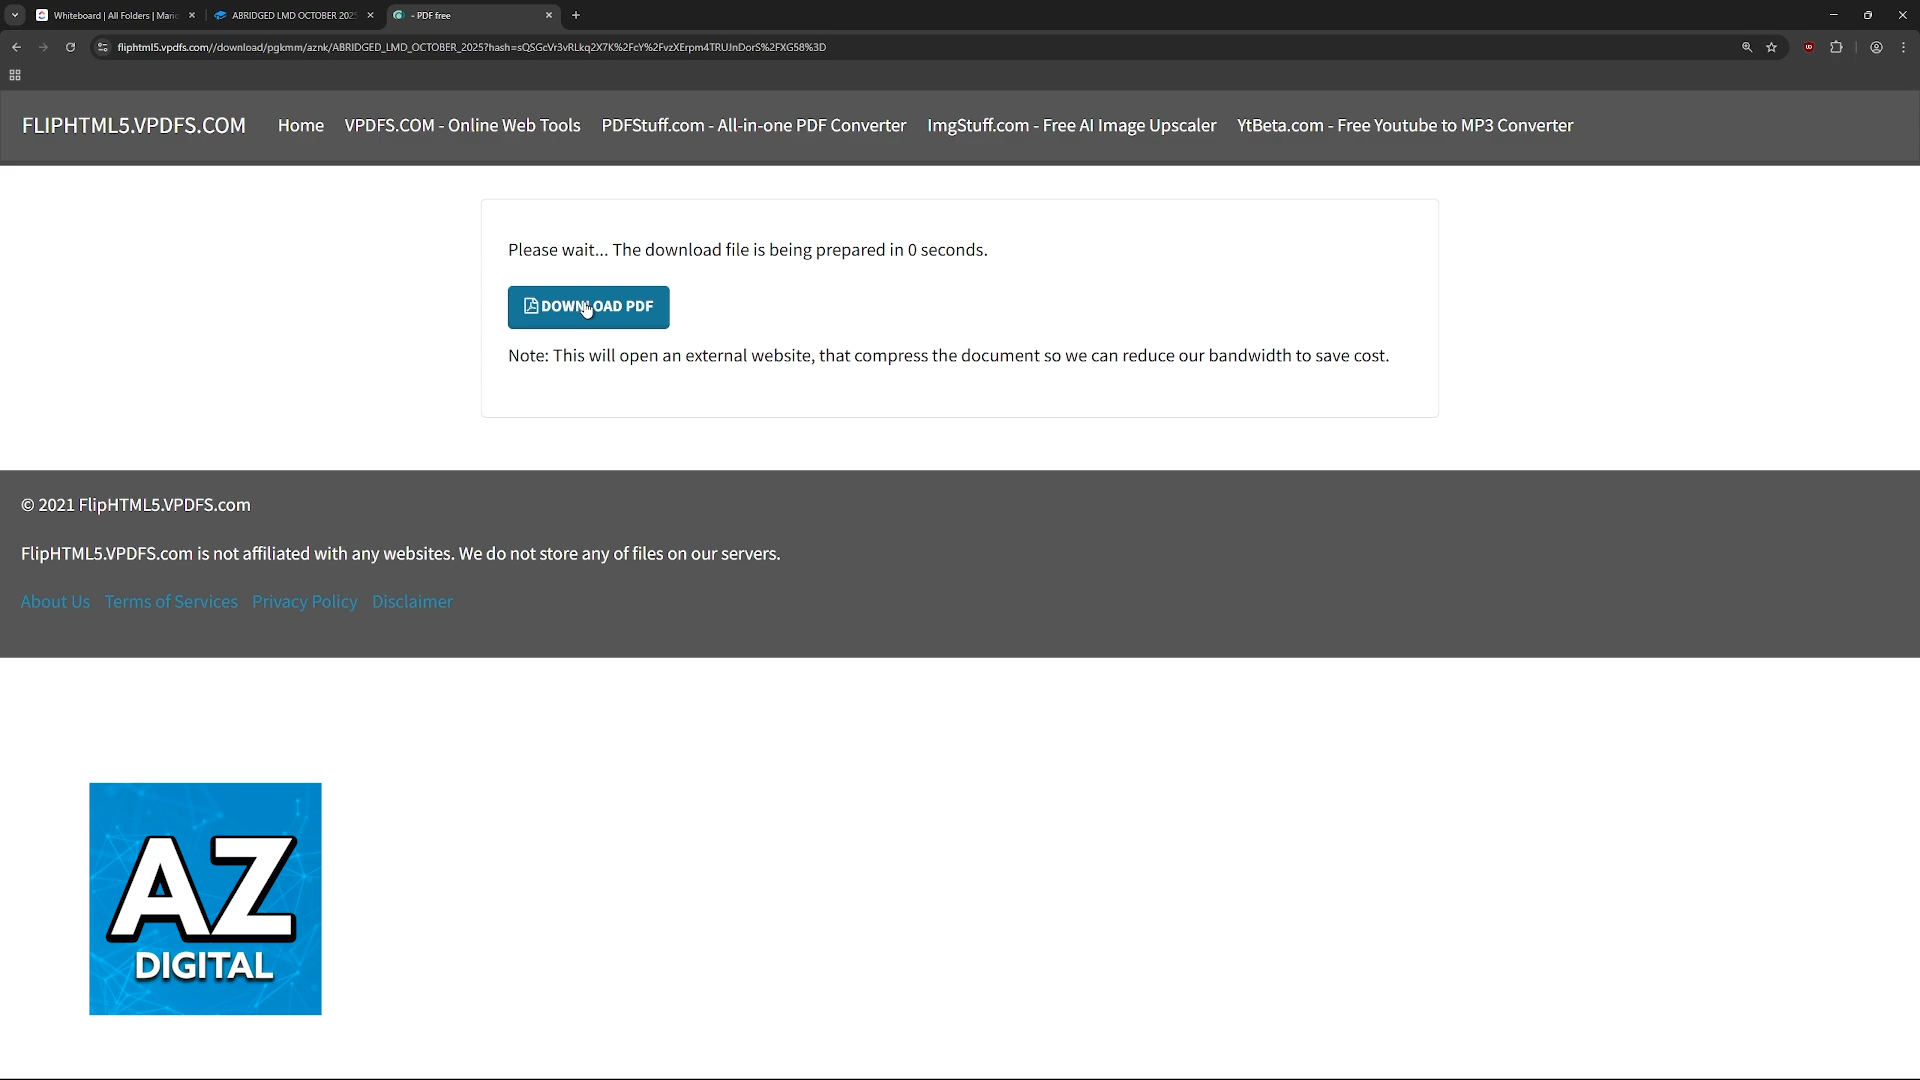 Whiteboard | All Folders | Maric
ABRIDGED LMD OCTOBER 2025
- PDF free
fliphtml5.vpdfs.com//download/pgkmm/aznk/ABRIDGED_LMD_OCTOBER_2025?hash=sQSGcVr3vRLkq2X7K%2FcY%2FvzXErpm4TRUJnDorS%2FXG58%3D
FLIPHTML5.VPDFS.COM
Home
VPDFS.COM - Online Web Tools
PDFStuff.com - All-in-one PDF Converter
ImgStuff.com - Free AI Image Upscaler
YtBeta.com - Free Youtube to MP3 Converter
Please wait... The download file is being prepared in 0 seconds.
DOWNLOAD PDF
Note: This will open an external website, that compress the document so we can reduce our bandwidth to save cost.
© 2021 FlipHTML5.VPDFS.com
FlipHTML5.VPDFS.com is not affiliated with any websites. We do not store any of files on our servers.
About Us Terms of Services Privacy Policy Disclaimer
AZ
DIGITAL